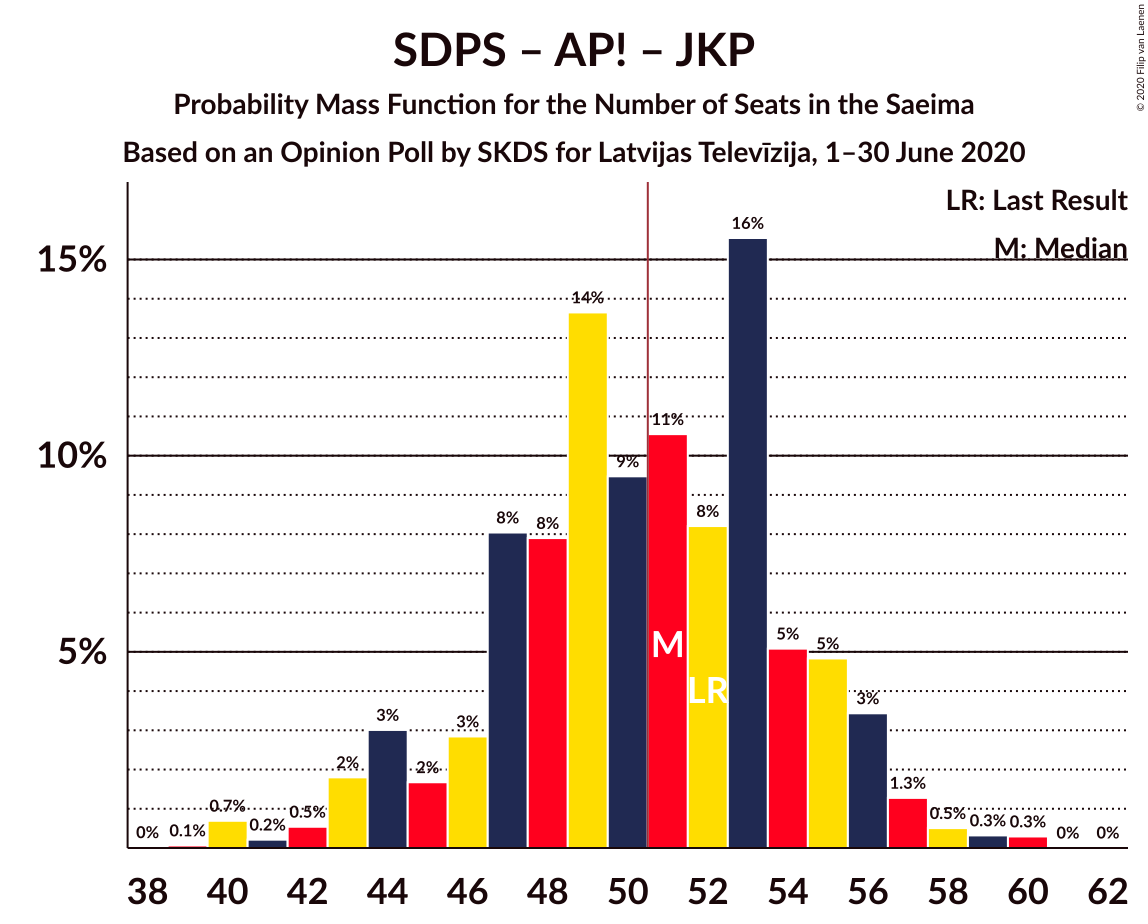 SDPS – AP! – JKP
Probability Mass Function for the Number of Seats in the Saeima
Based on an Opinion Poll by SKDS for Latvijas Televīzija, 1–30 June 2020
© 2020 Filip van Laenen
LR: Last Result
M: Median
15%
10%
5%
0% 0.1% 0.7% 0.2% 0.5% 2% 3% 2% 3% 8% 8% 14% 9% 11% 8% 16% 5% 5% 3% 1.3% 0.5% 0.3% 0.3% 0% 0%
M
LR
38 40 42 44 46 48 50 52 54 56 58 60 62